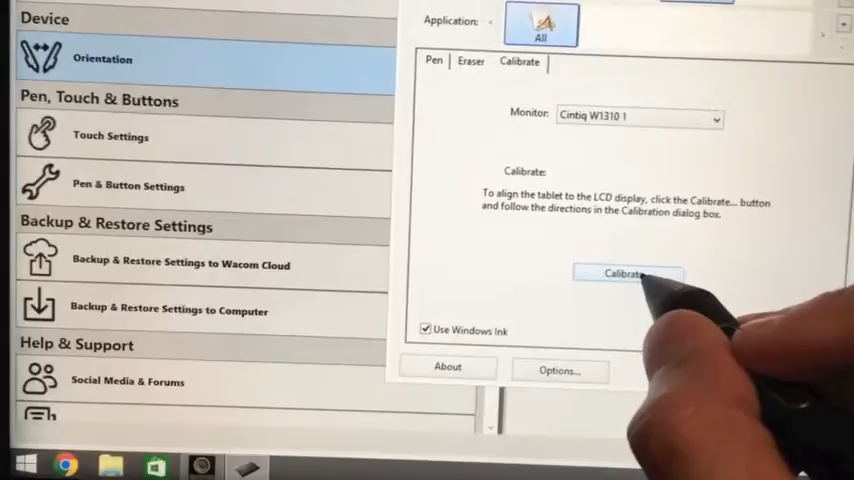 Device
Orientation
Pen, Touch & Buttons
Touch Settings
Pen & Button Settings
Backup & Restore Settings
Backup & Restore Settings to Wacom Cloud
Backup & Restore Settings to Computer
Help & Support
Social Media & Forums
Application:
All
Pen Eraser Calibrate
Monitor: Cintiq W1310 1
Calibrate:
To align the tablet to the LCD display, click the Calibrate... button
and follow the directions in the Calibration dialog box.
Use Windows Ink
About Options...